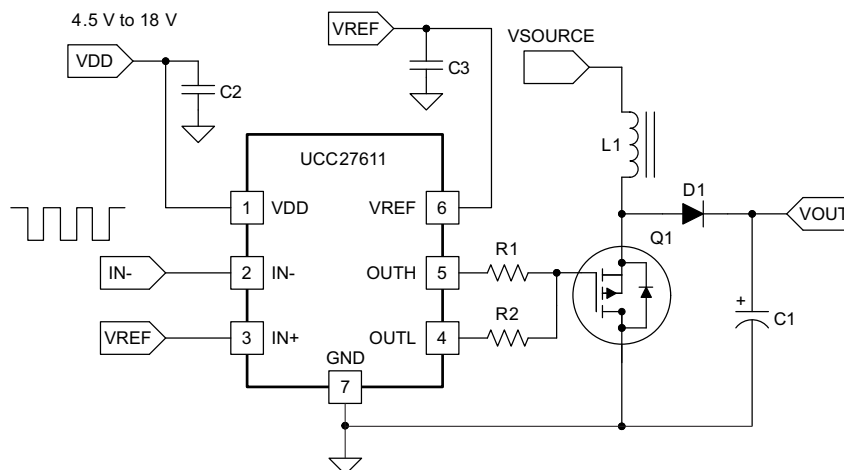 4.5 V to 18 V
VDD
C2
VREF
C3
VSOURCE
L1
UCC27611
1 VDD
VREF 6
D1
VOUT
Q1
IN-
2 IN-
OUTH 5
R1
VREF
3 IN+
OUTL 4
R2
+
C1
GND
7